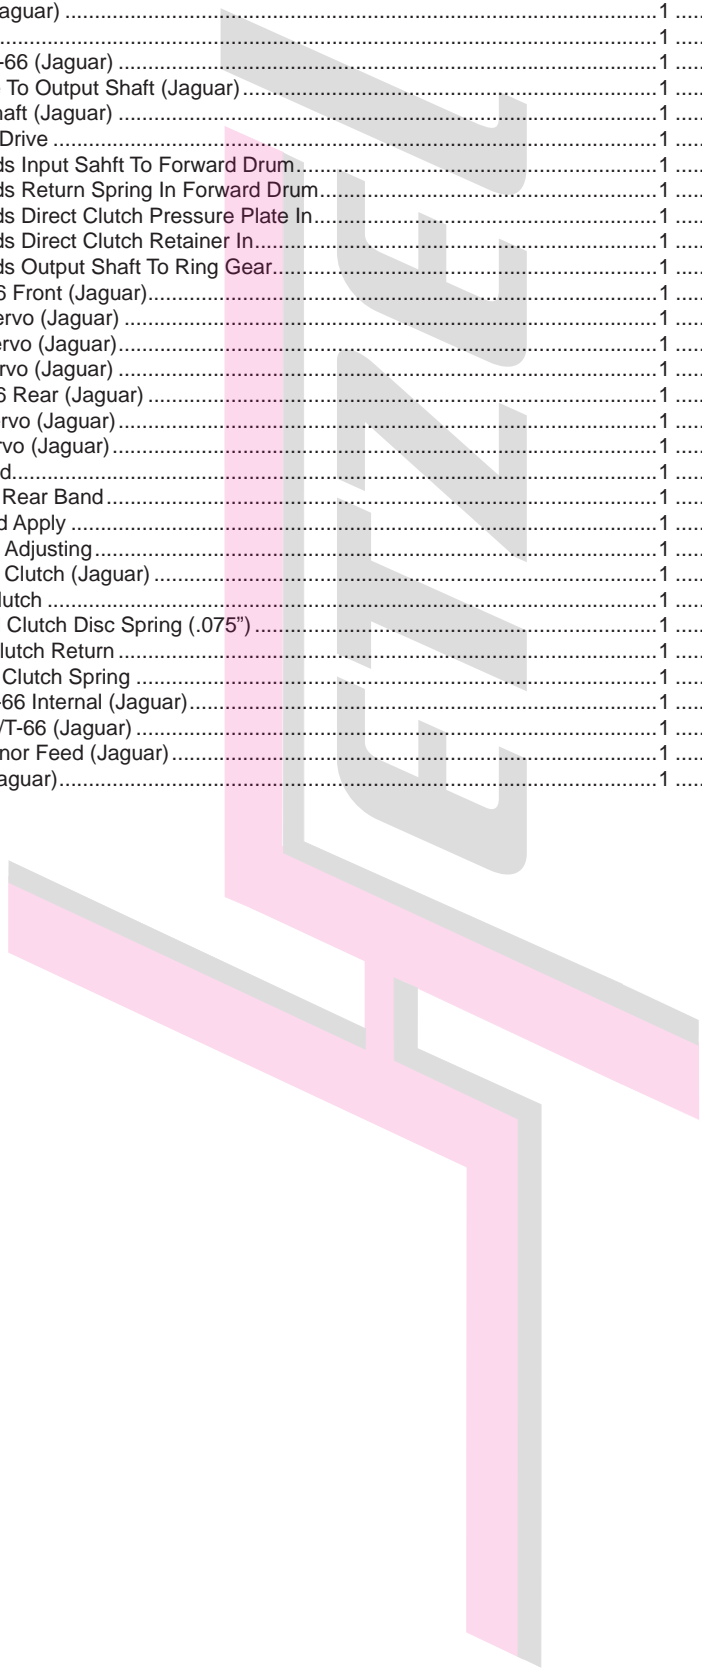 aguar) ..........1 .....
..........1 .....
-66 (Jaguar) ..........1 .....
To Output Shaft (Jaguar)..........1 .....
haft (Jaguar) ..........1 .....
Drive ..........1 .....
ds Input Sahft To Forward Drum..........1 .....
ds Return Spring In Forward Drum..........1 .....
ds Direct Clutch Pressure Plate In..........1 .....
ds Direct Clutch Retainer In..........1 .....
ds Output Shaft To Ring Gear..........1 .....
6 Front (Jaguar)..........1 .....
ervo (Jaguar) ..........1 .....
ervo (Jaguar)..........1 .....
rvo (Jaguar) ..........1 .....
6 Rear (Jaguar) ..........1 .....
ervo (Jaguar)..........1 .....
rvo (Jaguar)..........1 .....
d..........1 .....
Rear Band..........1 .....
d Apply ..........1 .....
Adjusting..........1 .....
Clutch (Jaguar) ..........1 .....
lutch ..........1 .....
Clutch Disc Spring (.075”)..........1 .....
lutch Return ..........1 .....
Clutch Spring ..........1 .....
-66 Internal (Jaguar)..........1 .....
/T-66 (Jaguar) ..........1 .....
nor Feed (Jaguar)..........1 .....
aguar)..........1 .....
ETZEL